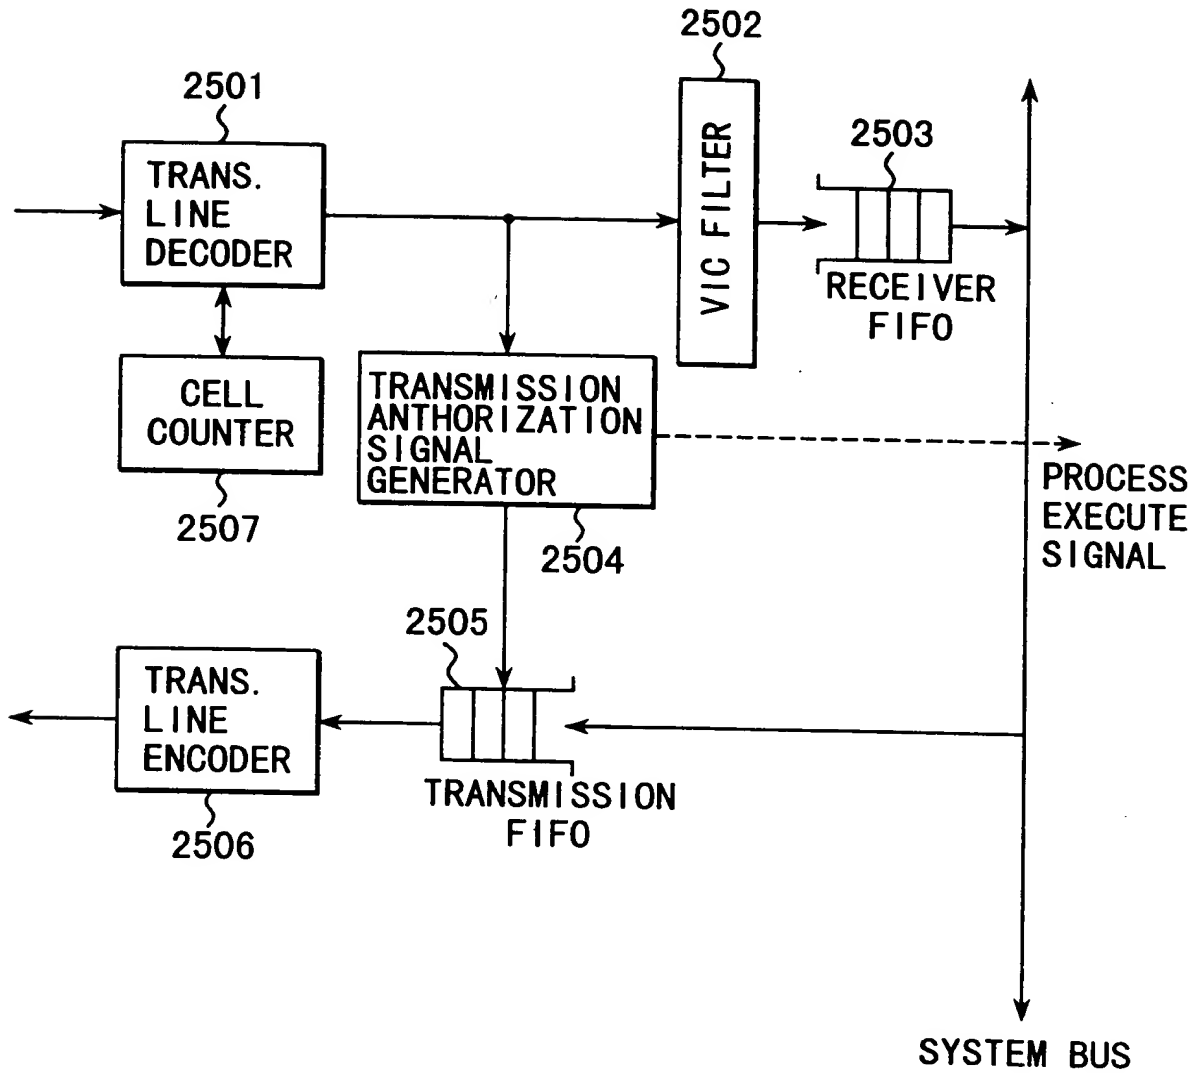 2502
2501
2503
TRANS.
LINE
DECODER
VIC FILTER
RECEIVER
FIFO
CELL
COUNTER
TRANSMISSION
ANTHORIZATION
SIGNAL
GENERATOR
PROCESS
EXECUTE
SIGNAL
2507
2504
2505
TRANS.
LINE
ENCODER
TRANSMISSION
FIFO
2506
SYSTEM BUS